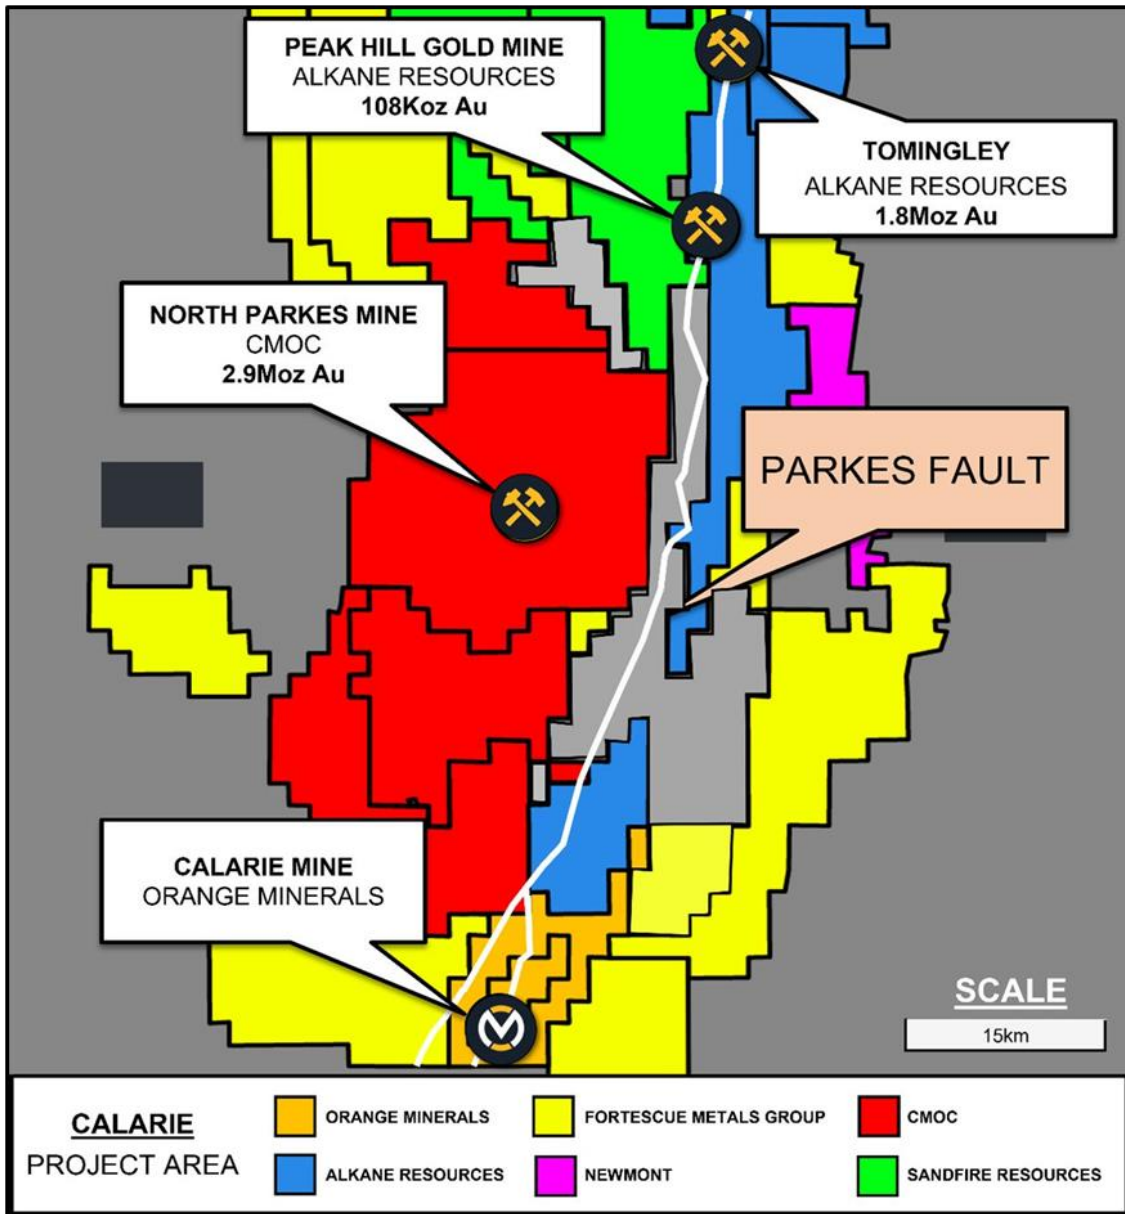 PEAK HILL GOLD MINE
ALKANE RESOURCES
108Koz Au
TOMINGLEY
ALKANE RESOURCES
1.8Moz Au
NORTH PARKES MINE
CMOC
2.9Moz Au
PARKES FAULT
CALARIE MINE
ORANGE MINERALS
SCALE
15km
CALARIE
PROJECT AREA
ORANGE MINERALS
FORTESCUE METALS GROUP
CMOC
ALKANE RESOURCES
NEWMONT
SANDFIRE RESOURCES